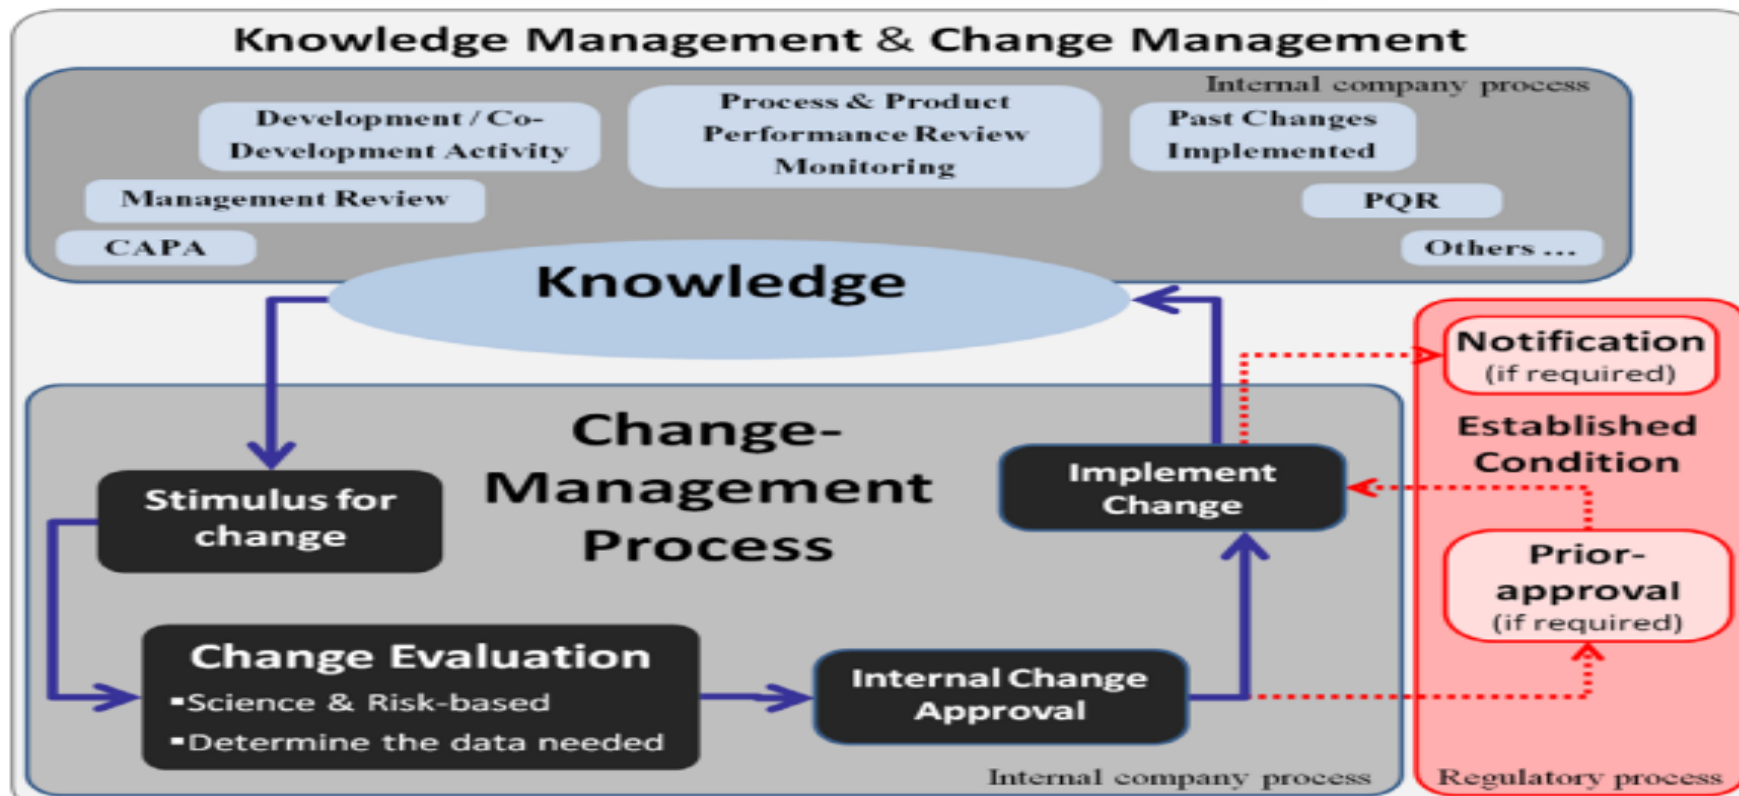 Knowledge Management & Change Management
Internal company process
Development / Co-
Development Activity
Process & Product
Performance Review
Monitoring
Past Changes
Implemented
Management Review
PQR
CAPA
Others ...
Knowledge
Notification
(if required)
Established
Condition
Change-
Management
Process
Stimulus for
change
Implement
Change
Prior-
approval
(if required)
Change Evaluation
▪Science & Risk-based
▪Determine the data needed
Internal Change
Approval
Internal company process
Regulatory process